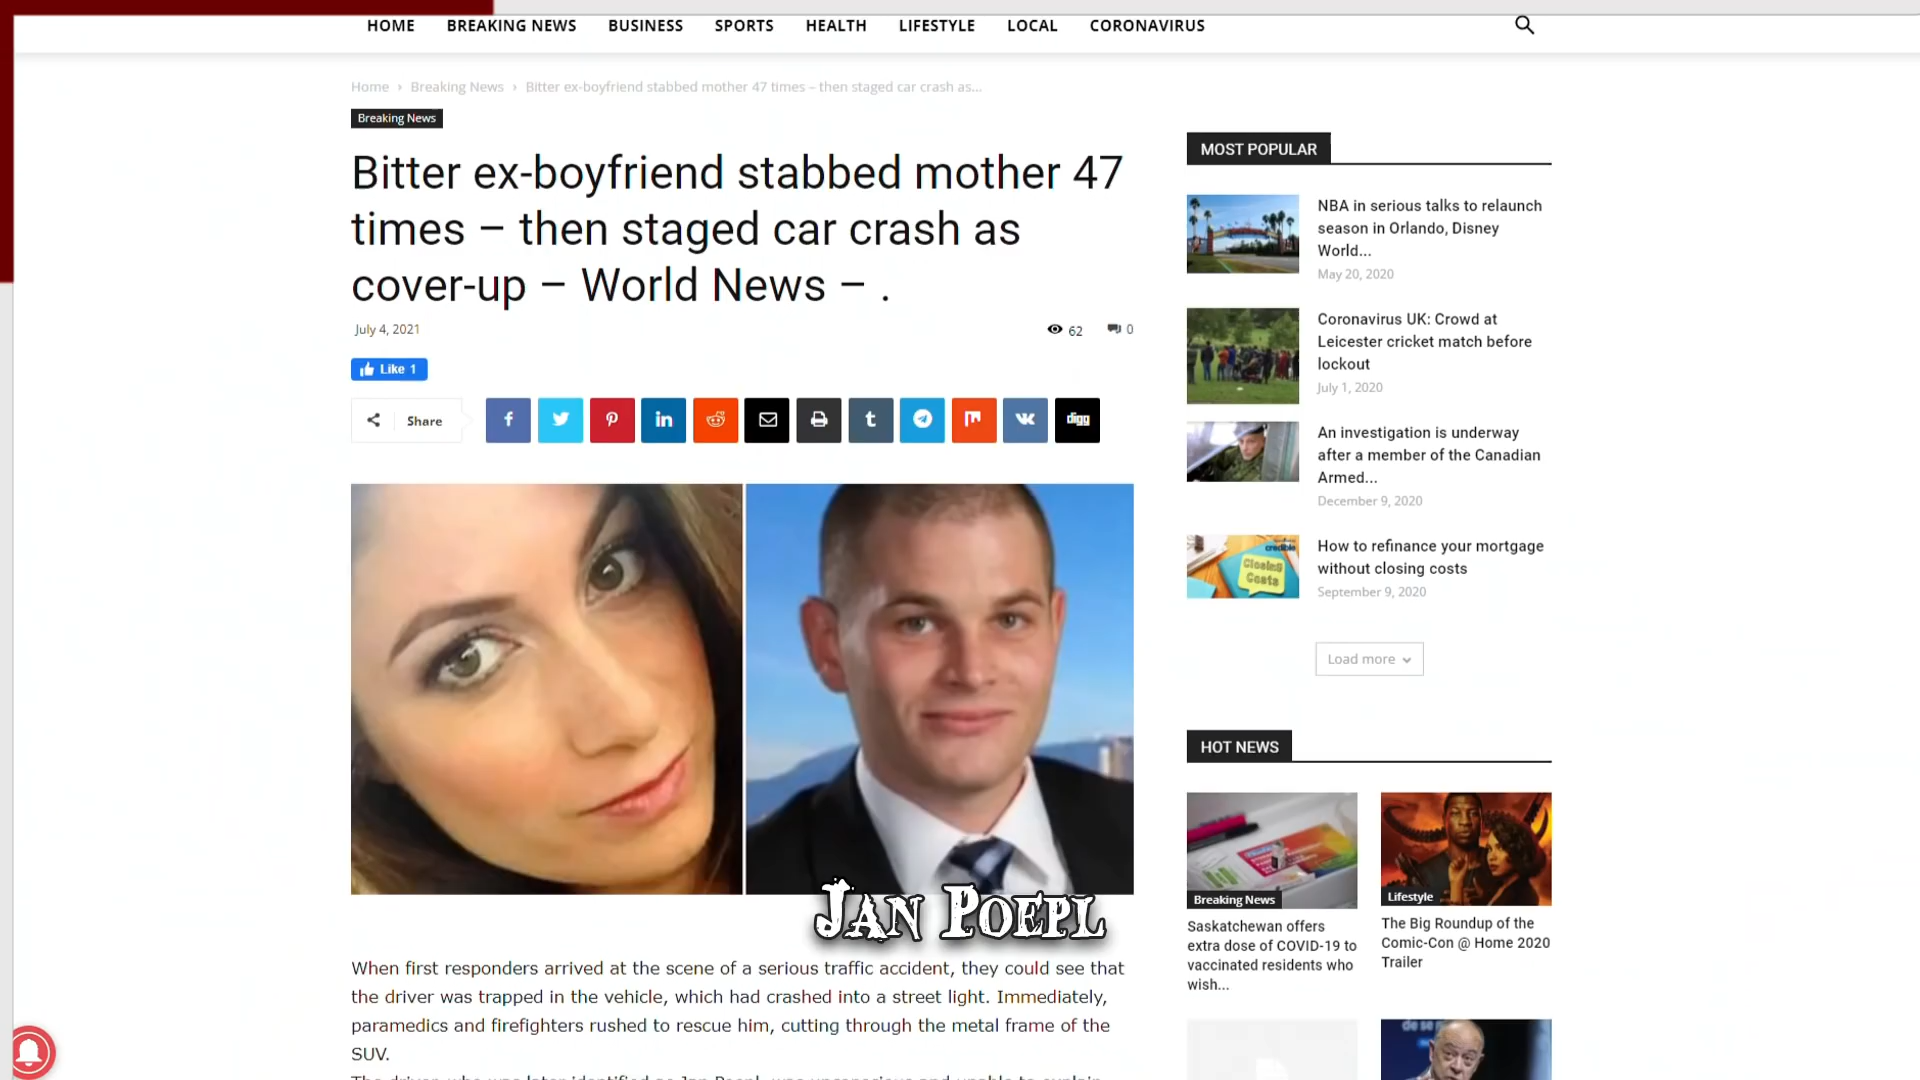 HOME BREAKING NEWS BUSINESS SPORTS HEALTH LIFESTYLE LOCAL CORONAVIRUS
Home › Breaking News › Bitter ex-boyfriend stabbed mother 47 times – then staged car crash as...
Breaking News
Bitter ex-boyfriend stabbed mother 47
times – then staged car crash as
cover-up – World News – .
July 4, 2021
62
0
Like 1
Share
digg
JAN POEPL
When first responders arrived at the scene of a serious traffic accident, they could see that
the driver was trapped in the vehicle, which had crashed into a street light. Immediately,
paramedics and firefighters rushed to rescue him, cutting through the metal frame of the
SUV.
MOST POPULAR
NBA in serious talks to relaunch
season in Orlando, Disney
World...
May 20, 2020
Coronavirus UK: Crowd at
Leicester cricket match before
lockout
July 1, 2020
An investigation is underway
after a member of the Canadian
Armed...
December 9, 2020
credible
Closing
Costs
How to refinance your mortgage
without closing costs
September 9, 2020
Load more
HOT NEWS
Breaking News
Saskatchewan offers
extra dose of COVID-19 to
vaccinated residents who
wish...
Lifestyle
The Big Roundup of the
Comic-Con @ Home 2020
Trailer